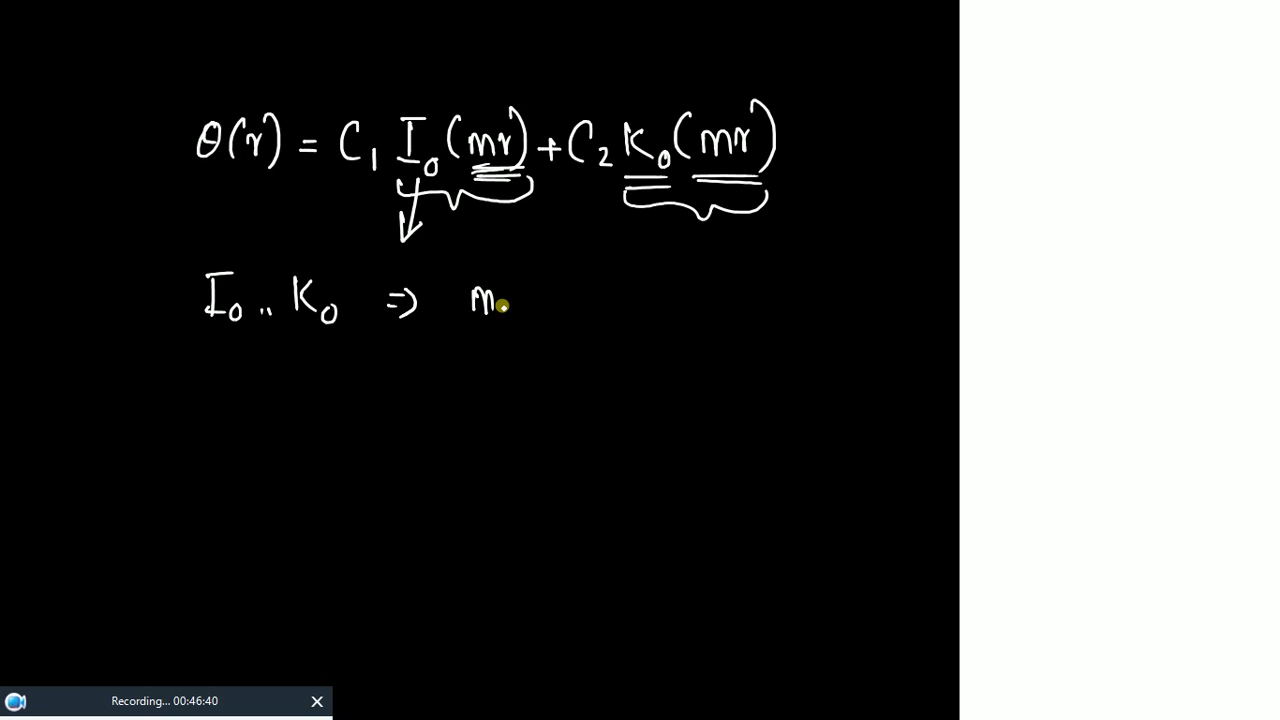 θ(r) = C₁ I₀ (mr) + C₂ K₀ (mr)
I₀ ,, K₀ ⇒ m
Recording... 00:46:40